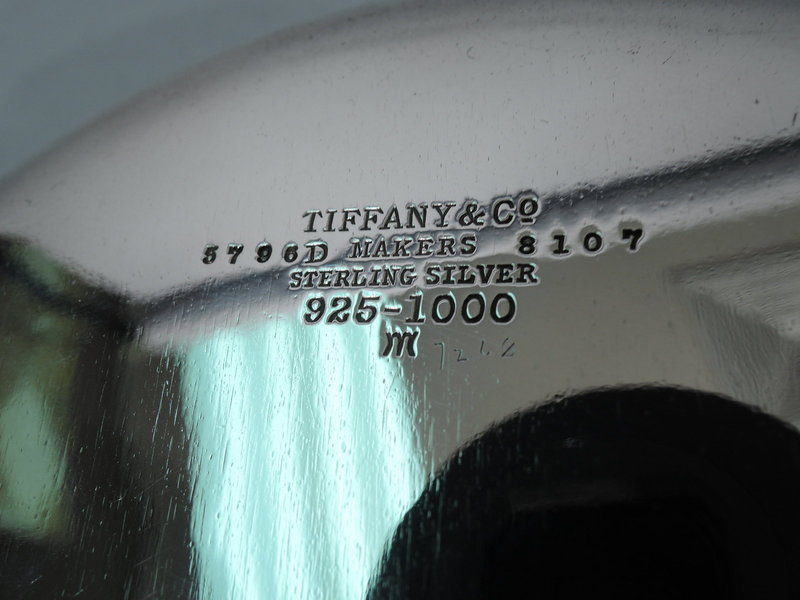 TIFFANY & Cº
5796D MAKERS 8107
STERLING SILVER
925-1000
m